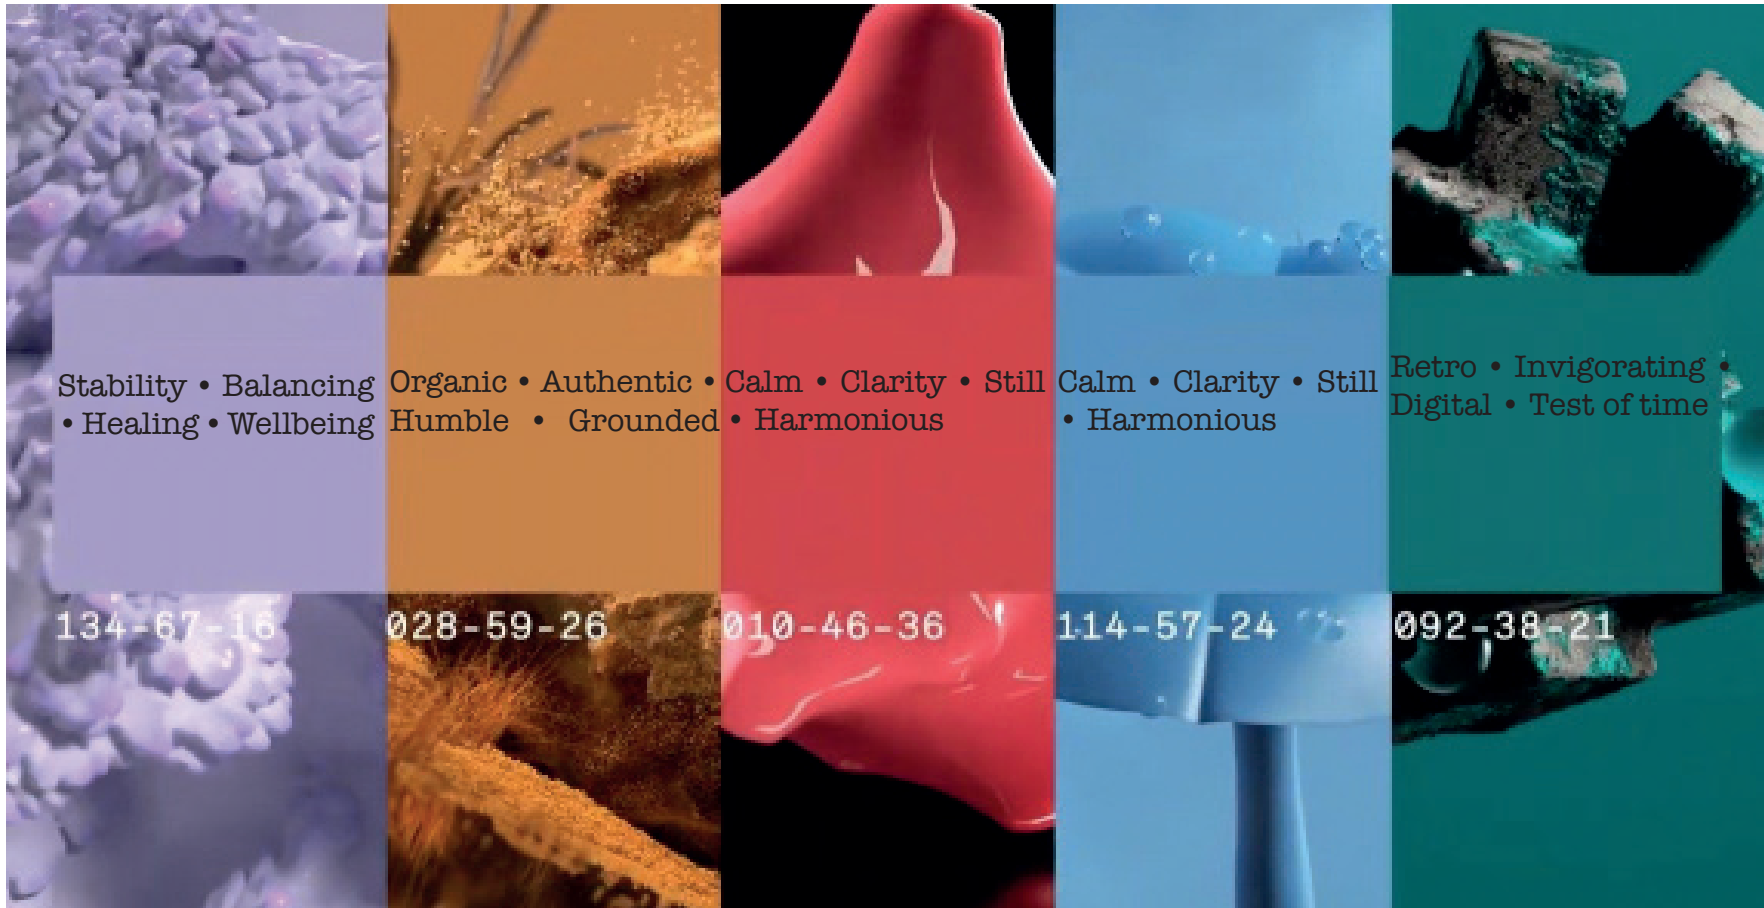 Stability • Balancing
• Healing • Wellbeing
Organic • Authentic •
Humble • Grounded
Calm • Clarity • Still
• Harmonious
Calm • Clarity • Still
• Harmonious
Retro • Invigorating •
Digital • Test of time
134-67-16
028-59-26
010-46-36
114-57-24
092-38-21